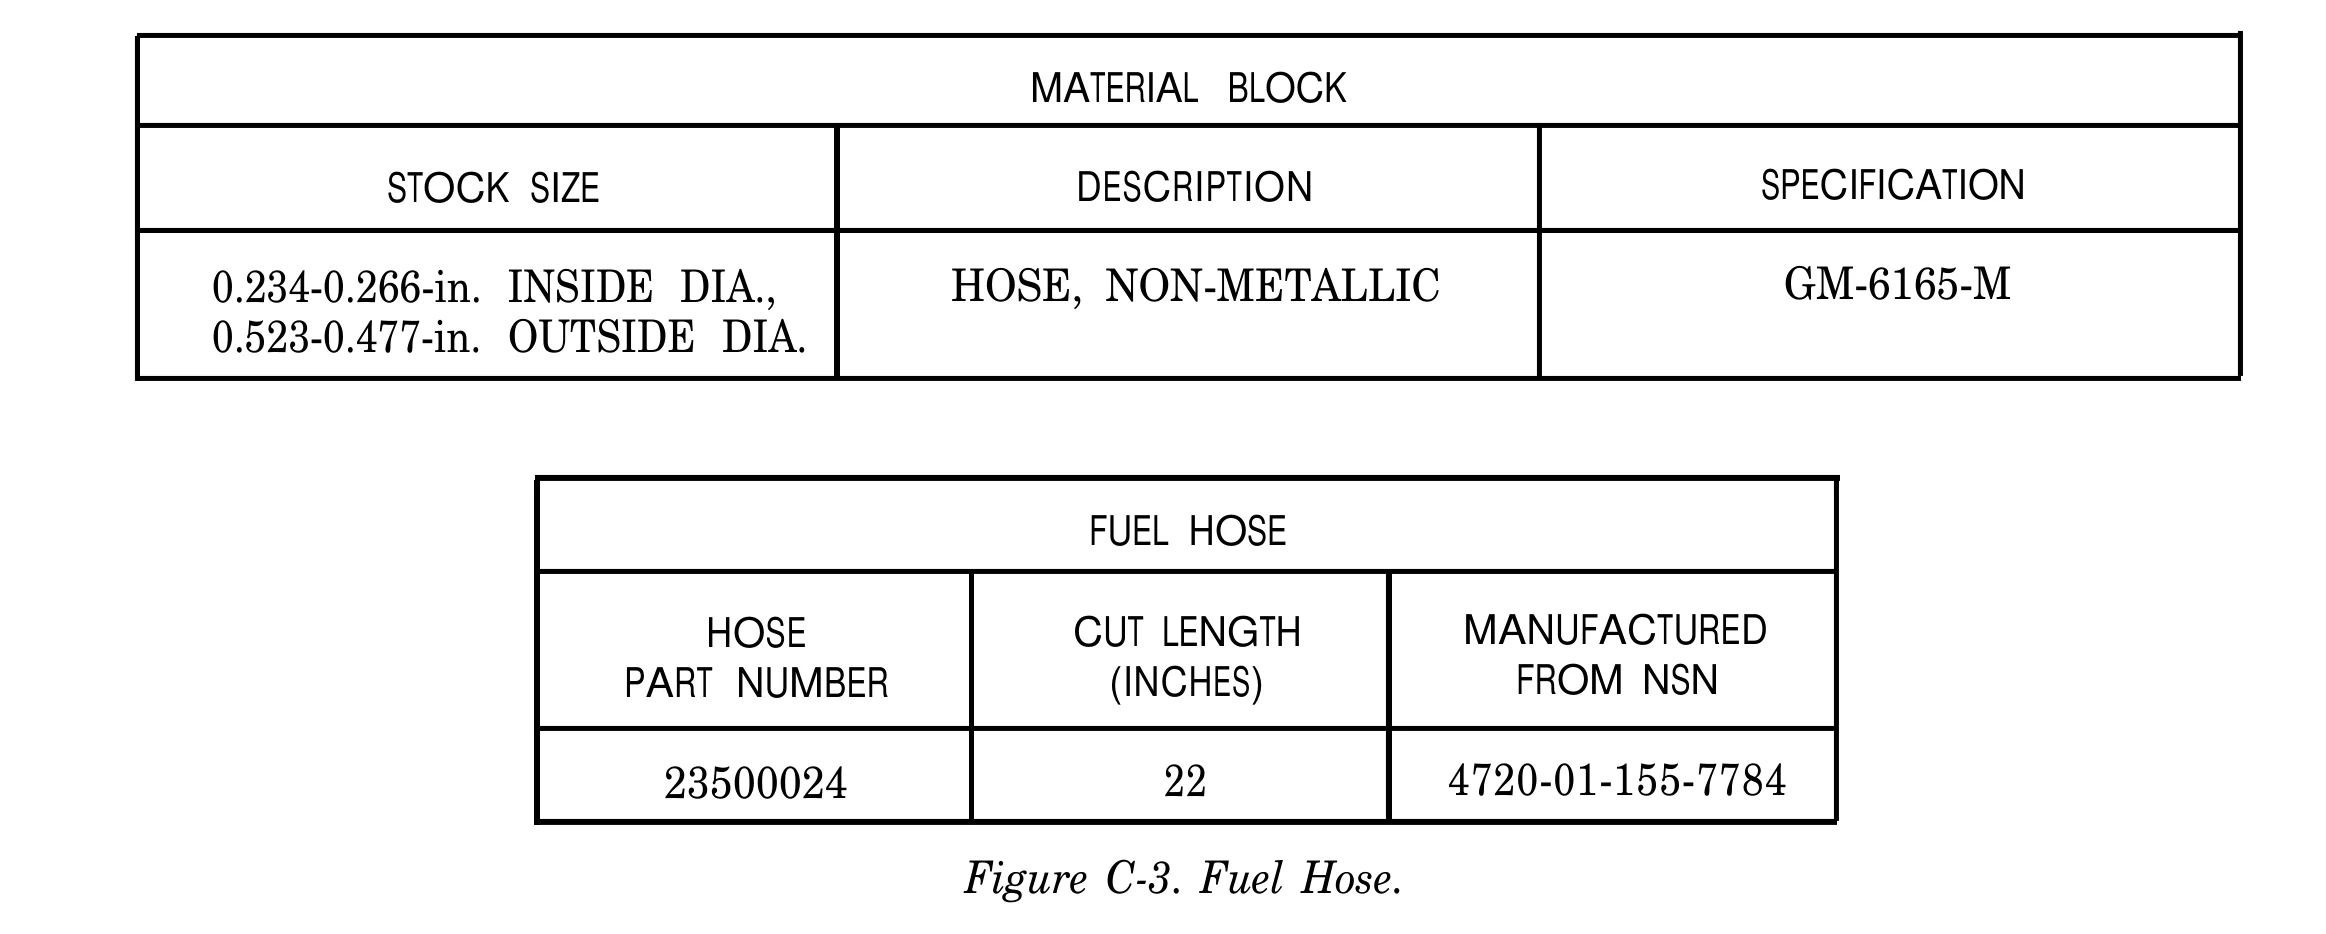 MATERIAL BLOCK
STOCK SIZE
DESCRIPTION
SPECIFICATION
0.234-0.266-in. INSIDE DIA.,
0.523-0.477-in. OUTSIDE DIA.
HOSE, NON-METALLIC
GM-6165-M
FUEL HOSE
HOSE
PART NUMBER
CUT LENGTH
(INCHES)
MANUFACTURED
FROM NSN
23500024
22
4720-01-155-7784
Figure C-3. Fuel Hose.